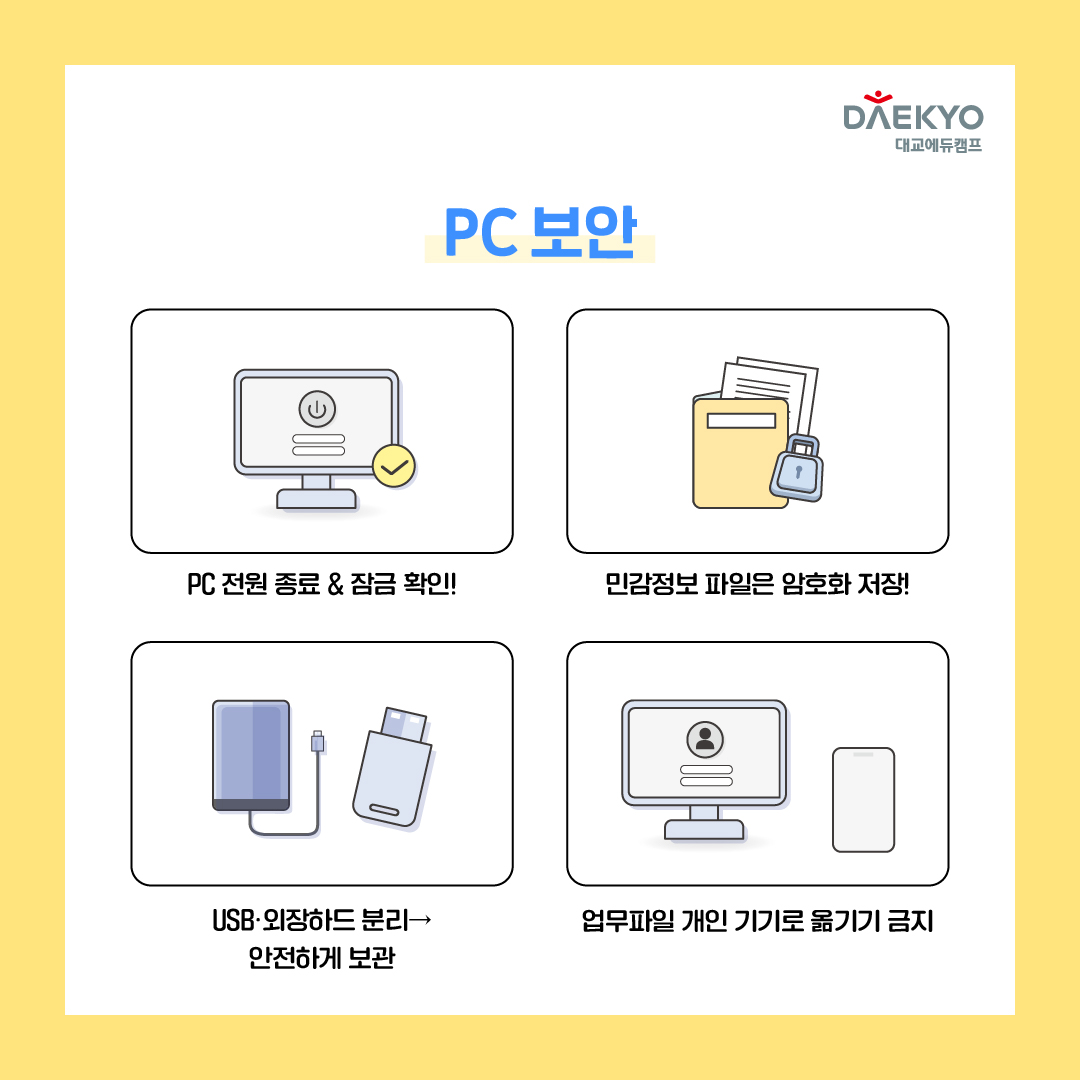 DAEKYO
대교에듀캠프
PC 보안
PC 전원 종료 & 잠금 확인!
민감정보 파일은 암호화 저장!
USB·외장하드 분리→
안전하게 보관
업무파일 개인 기기로 옮기기 금지